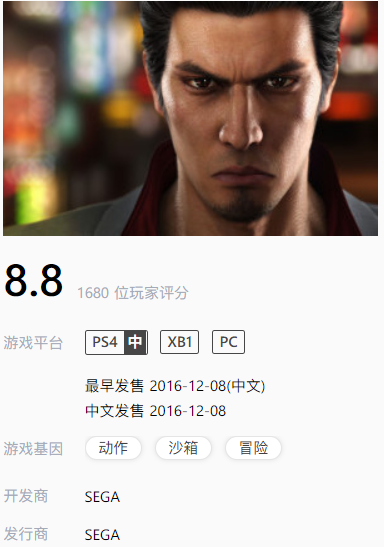 8.8 1680 位玩家评分
游戏平台 PS4 中 XB1 PC
最早发售 2016-12-08(中文)
中文发售 2016-12-08
游戏基因 动作 沙箱 冒险
开发商 SEGA
发行商 SEGA